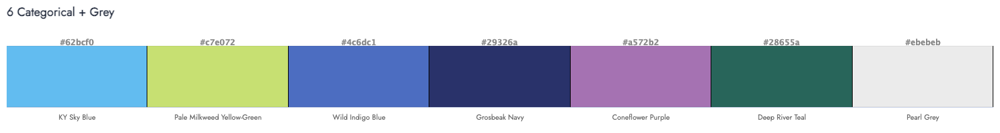 6 Categorical + Grey
#62bcf0 #c7e072 #4c6dc1 #29326a #a572b2 #28655a #ebebeb
KY Sky Blue Pale Milkweed Yellow-Green Wild Indigo Blue Grosbeak Navy Coneflower Purple Deep River Teal Pearl Grey